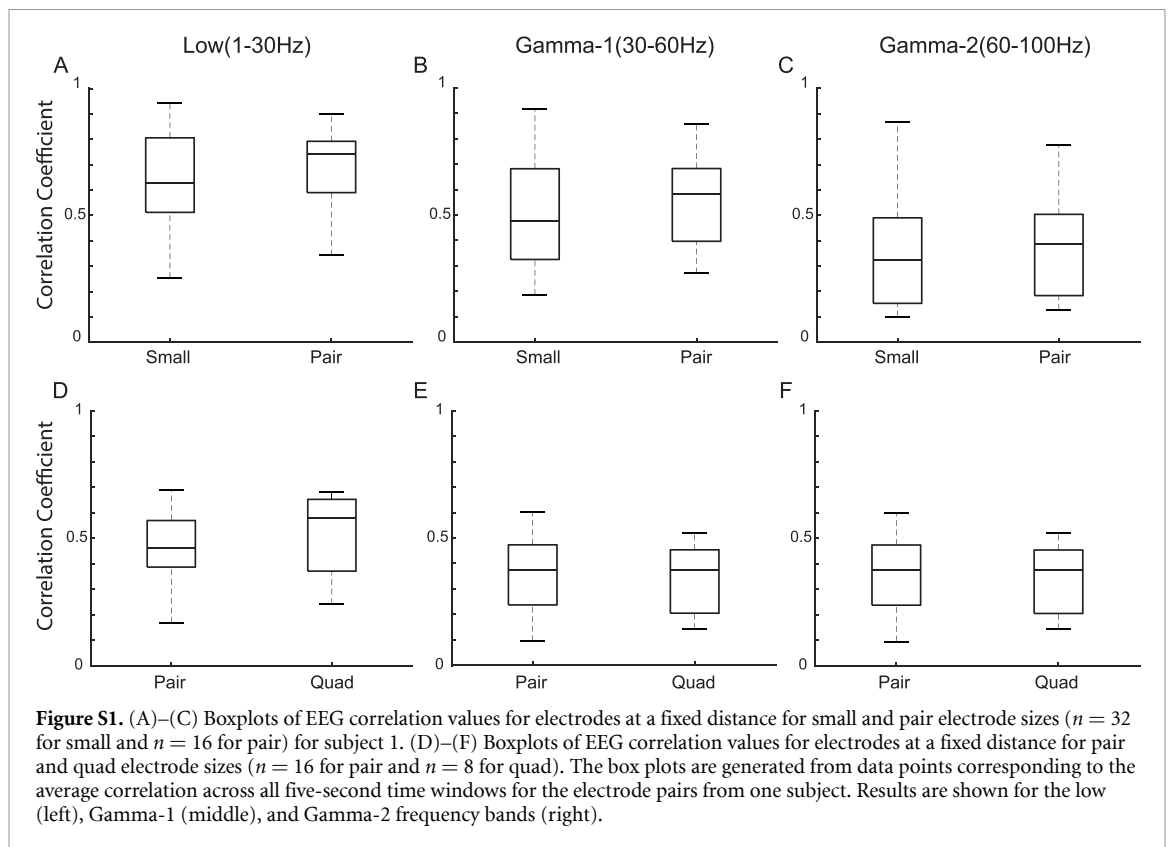 Low(1-30Hz)
Gamma-1(30-60Hz)
Gamma-2(60-100Hz)
A
B
C
Correlation Coefficient
1
0.5
0
Small
Pair
1
0.5
0
Small
Pair
1
0.5
0
Small
Pair
D
E
F
Correlation Coefficient
1
0.5
0
Pair
Quad
1
0.5
0
Pair
Quad
1
0.5
0
Pair
Quad
Figure S1. (A)–(C) Boxplots of EEG correlation values for electrodes at a fixed distance for small and pair electrode sizes (n = 32
for small and n = 16 for pair) for subject 1. (D)–(F) Boxplots of EEG correlation values for electrodes at a fixed distance for pair
and quad electrode sizes (n = 16 for pair and n = 8 for quad). The box plots are generated from data points corresponding to the
average correlation across all five-second time windows for the electrode pairs from one subject. Results are shown for the low
(left), Gamma-1 (middle), and Gamma-2 frequency bands (right).